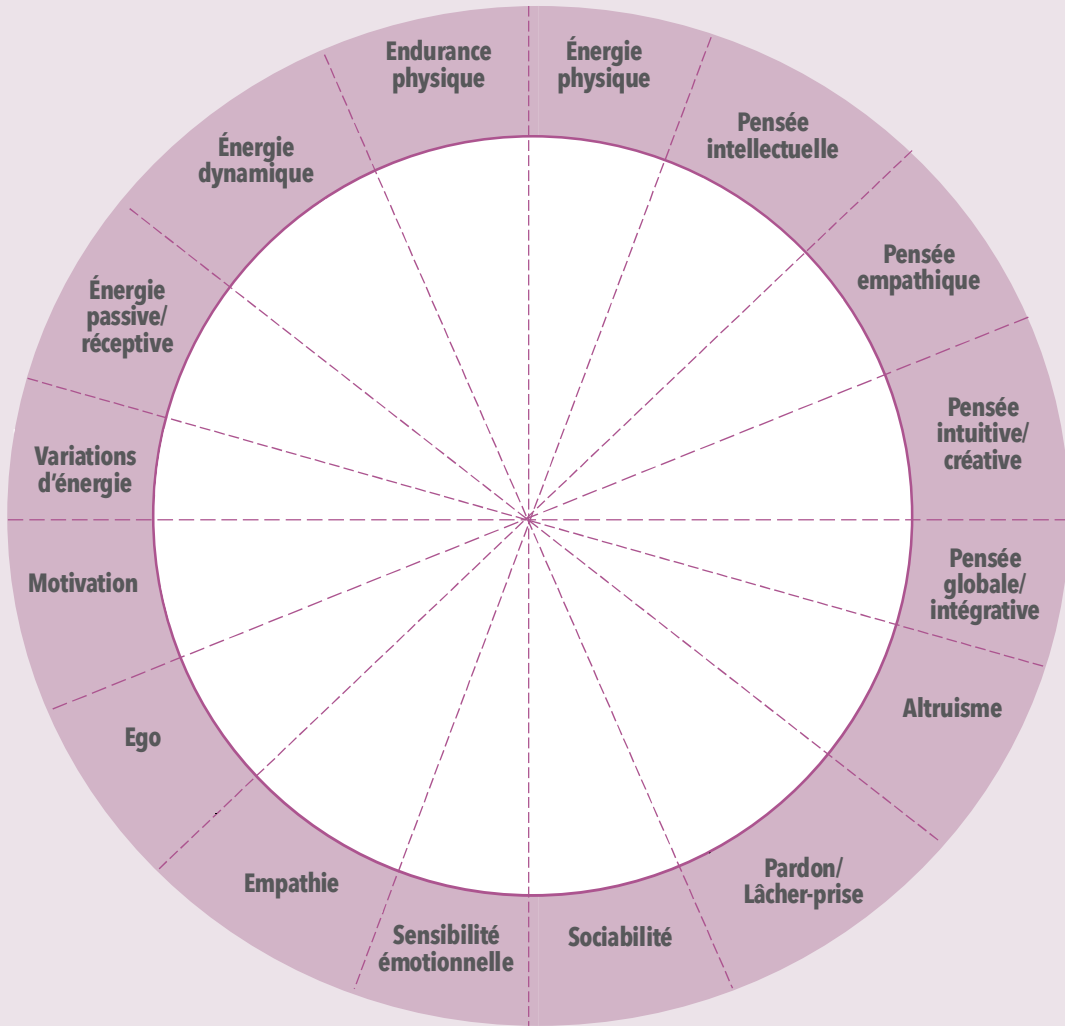 Endurance
physique
Énergie
physique
Pensée
intellectuelle
Pensée
empathique
Pensée
intuitive/
créative
Pensée
globale/
intégrative
Altruisme
Pardon/
Lâcher-prise
Sociabilité
Sensibilité
émotionnelle
Empathie
Ego
Motivation
Variations
d’énergie
Énergie
passive/
réceptive
Énergie
dynamique